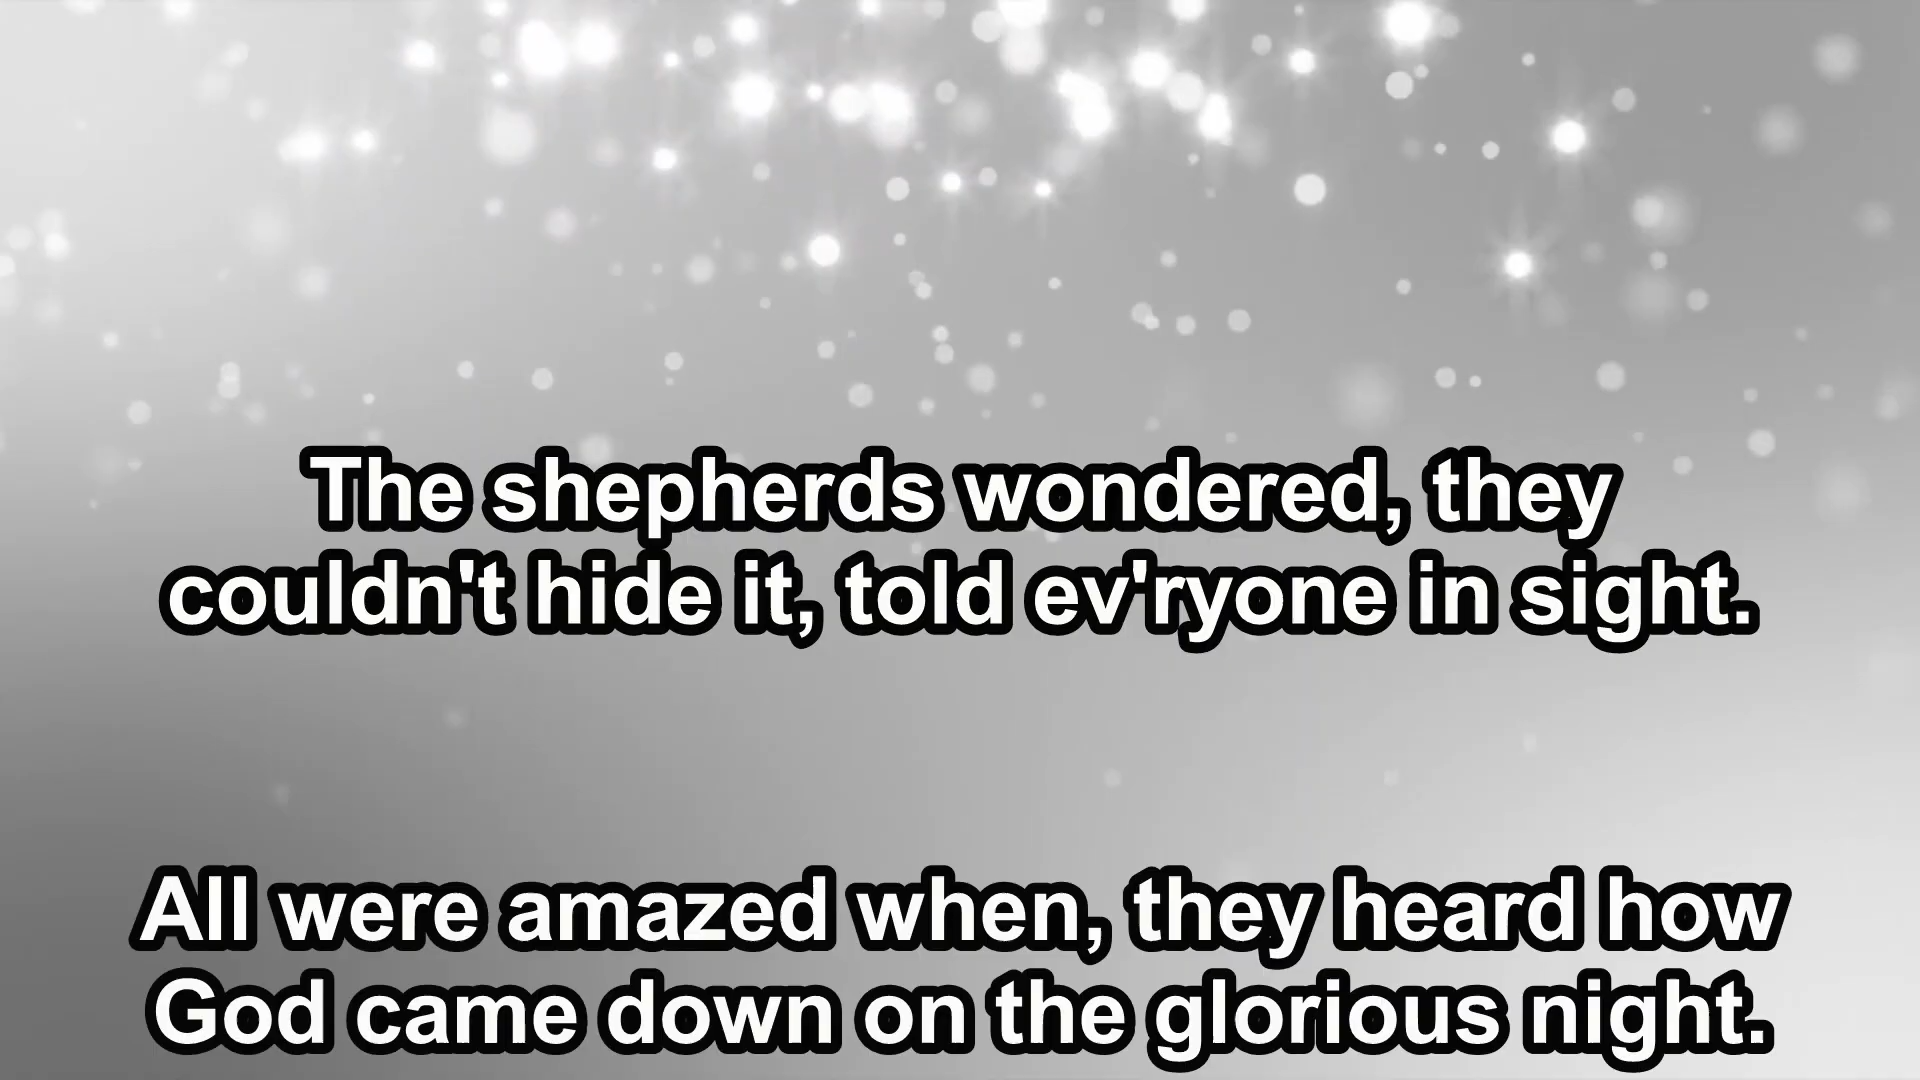 The shepherds wondered, they
couldn't hide it, told ev'ryone in sight.
All were amazed when, they heard how
God came down on the glorious night.